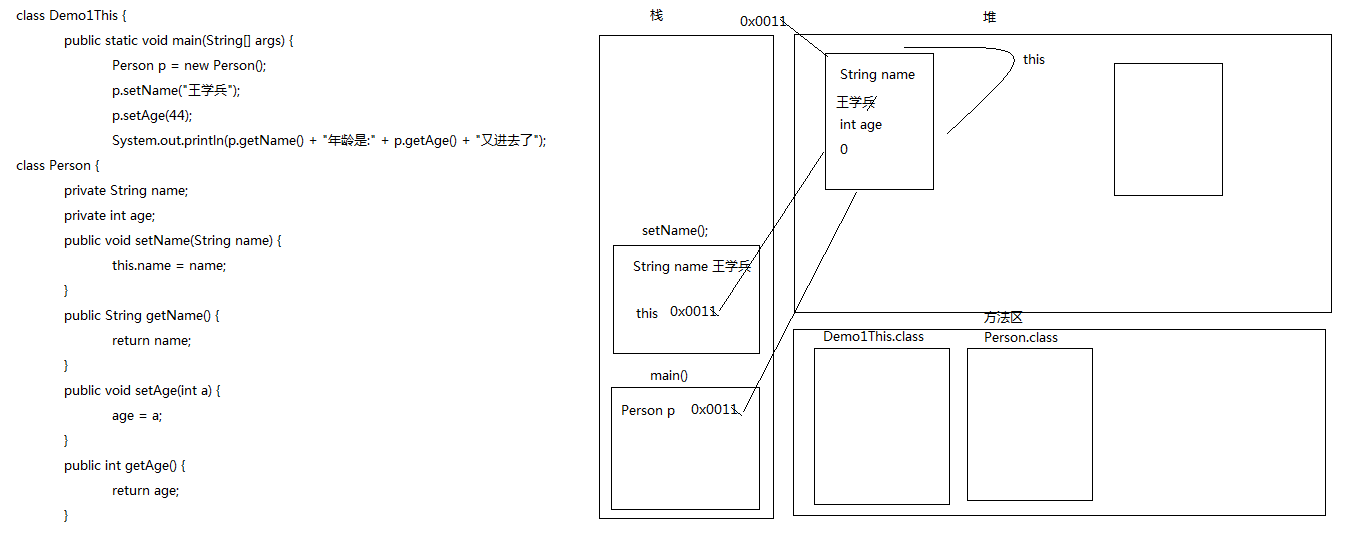 class Demo1This {
public static void main(String[] args) {
Person p = new Person();
p.setName("王学兵");
p.setAge(44);
System.out.println(p.getName() + "年龄是:" + p.getAge() + "又进去了");
class Person {
private String name;
private int age;
public void setName(String name) {
this.name = name;
}
public String getName() {
return name;
}
public void setAge(int a) {
age = a;
}
public int getAge() {
return age;
}
栈
setName();
String name 王学兵
this 0x0011
main()
Person p 0x0011
0x0011
堆
String name
王学兵
int age
0
this
方法区
Demo1This.class
Person.class